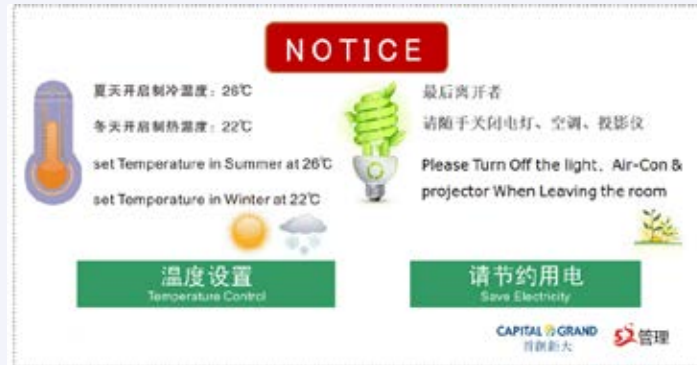 NOTICE
夏天开启制冷温度：26℃
冬天开启制热温度：22℃
set Temperature in Summer at 26℃
set Temporature in Winter at 22℃
温度设置
Temperature Control
最后离开者
请随手关闭电灯、空调、投影仪
Please Turn Off the light、Air-Con &
projector When Leaving the room
请节约用电
Save Electricity
CAPITAL GRAND
首创新大
5S管理